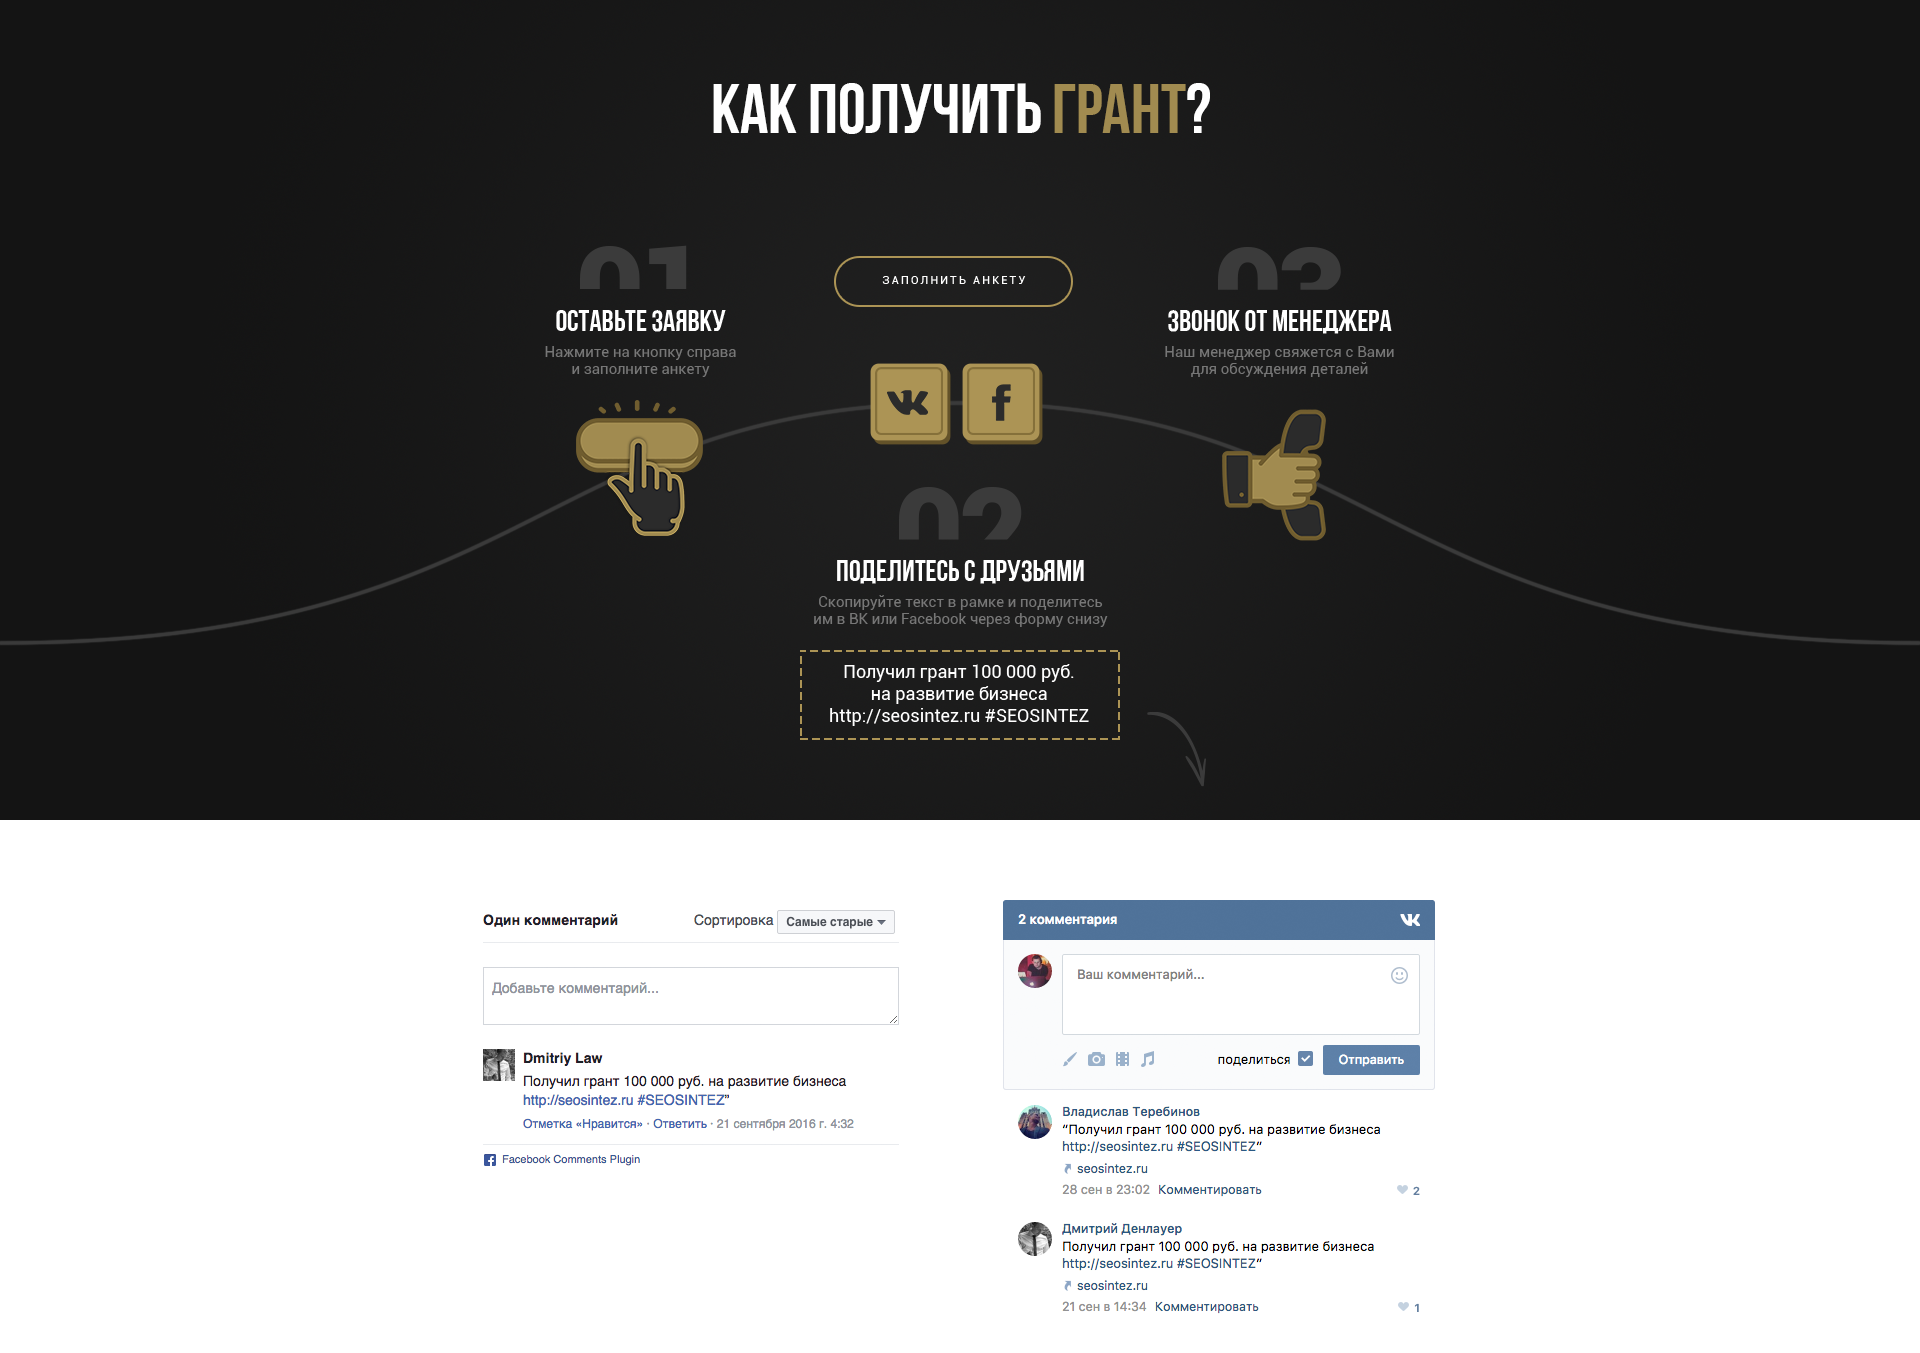 КАК ПОЛУЧИТЬ ГРАНТ?
01
ОСТАВЬТЕ ЗАЯВКУ
Нажмите на кнопку справа
и заполните анкету
ЗАПОЛНИТЬ АНКЕТУ
03
ЗВОНОК ОТ МЕНЕДЖЕРА
Наш менеджер свяжется с Вами
для обсуждения деталей
02
ПОДЕЛИТЕСЬ С ДРУЗЬЯМИ
Скопируйте текст в рамке и поделитесь
им в ВК или Facebook через форму снизу
Получил грант 100 000 руб.
на развитие бизнеса
http://seosintez.ru #SEOSINTEZ
Один комментарий
Сортировка Самые старые
Добавьте комментарий...
Dmitriy Law
Получил грант 100 000 руб. на развитие бизнеса
http://seosintez.ru #SEOSINTEZ"
Отметка «Нравится» · Ответить · 21 сентября 2016 г. 4:32
Facebook Comments Plugin
2 комментария
Ваш комментарий...
поделиться
Отправить
Владислав Теребинов
"Получил грант 100 000 руб. на развитие бизнеса
http://seosintez.ru #SEOSINTEZ"
seosintez.ru
28 сен в 23:02 Комментировать 2
Дмитрий Денлауер
Получил грант 100 000 руб. на развитие бизнеса
http://seosintez.ru #SEOSINTEZ"
seosintez.ru
21 сен в 14:34 Комментировать 1